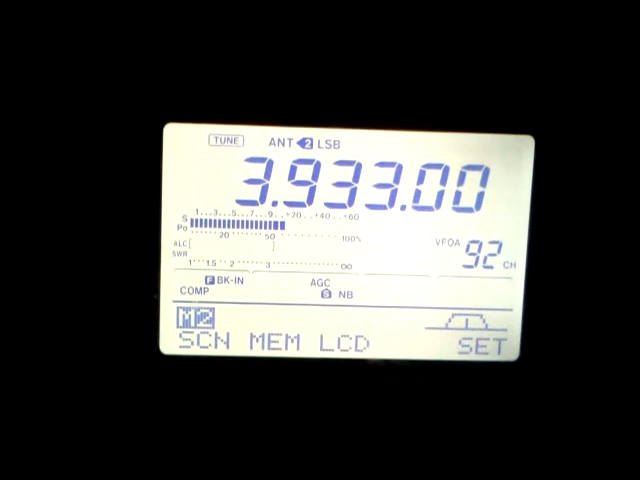 TUNE ANT 2 LSB
3.933.00
1...3...5...7...9...+20...+40...+60
S
Po
20 50 100%
VFOA 92 CH
ALC
SWR
1 1.5 2 3 ∞
F BK-IN AGC
COMP S NB
M2
SCN MEM LCD SET